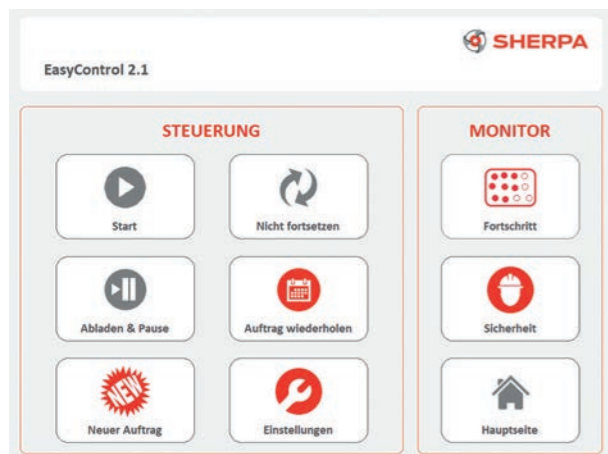 SHERPA
EasyControl 2.1
STEUERUNG
Start
Nicht fortsetzen
Abladen & Pause
Auftrag wiederholen
NEW
Neuer Auftrag
Einstellungen
MONITOR
Fortschritt
Sicherheit
Hauptseite